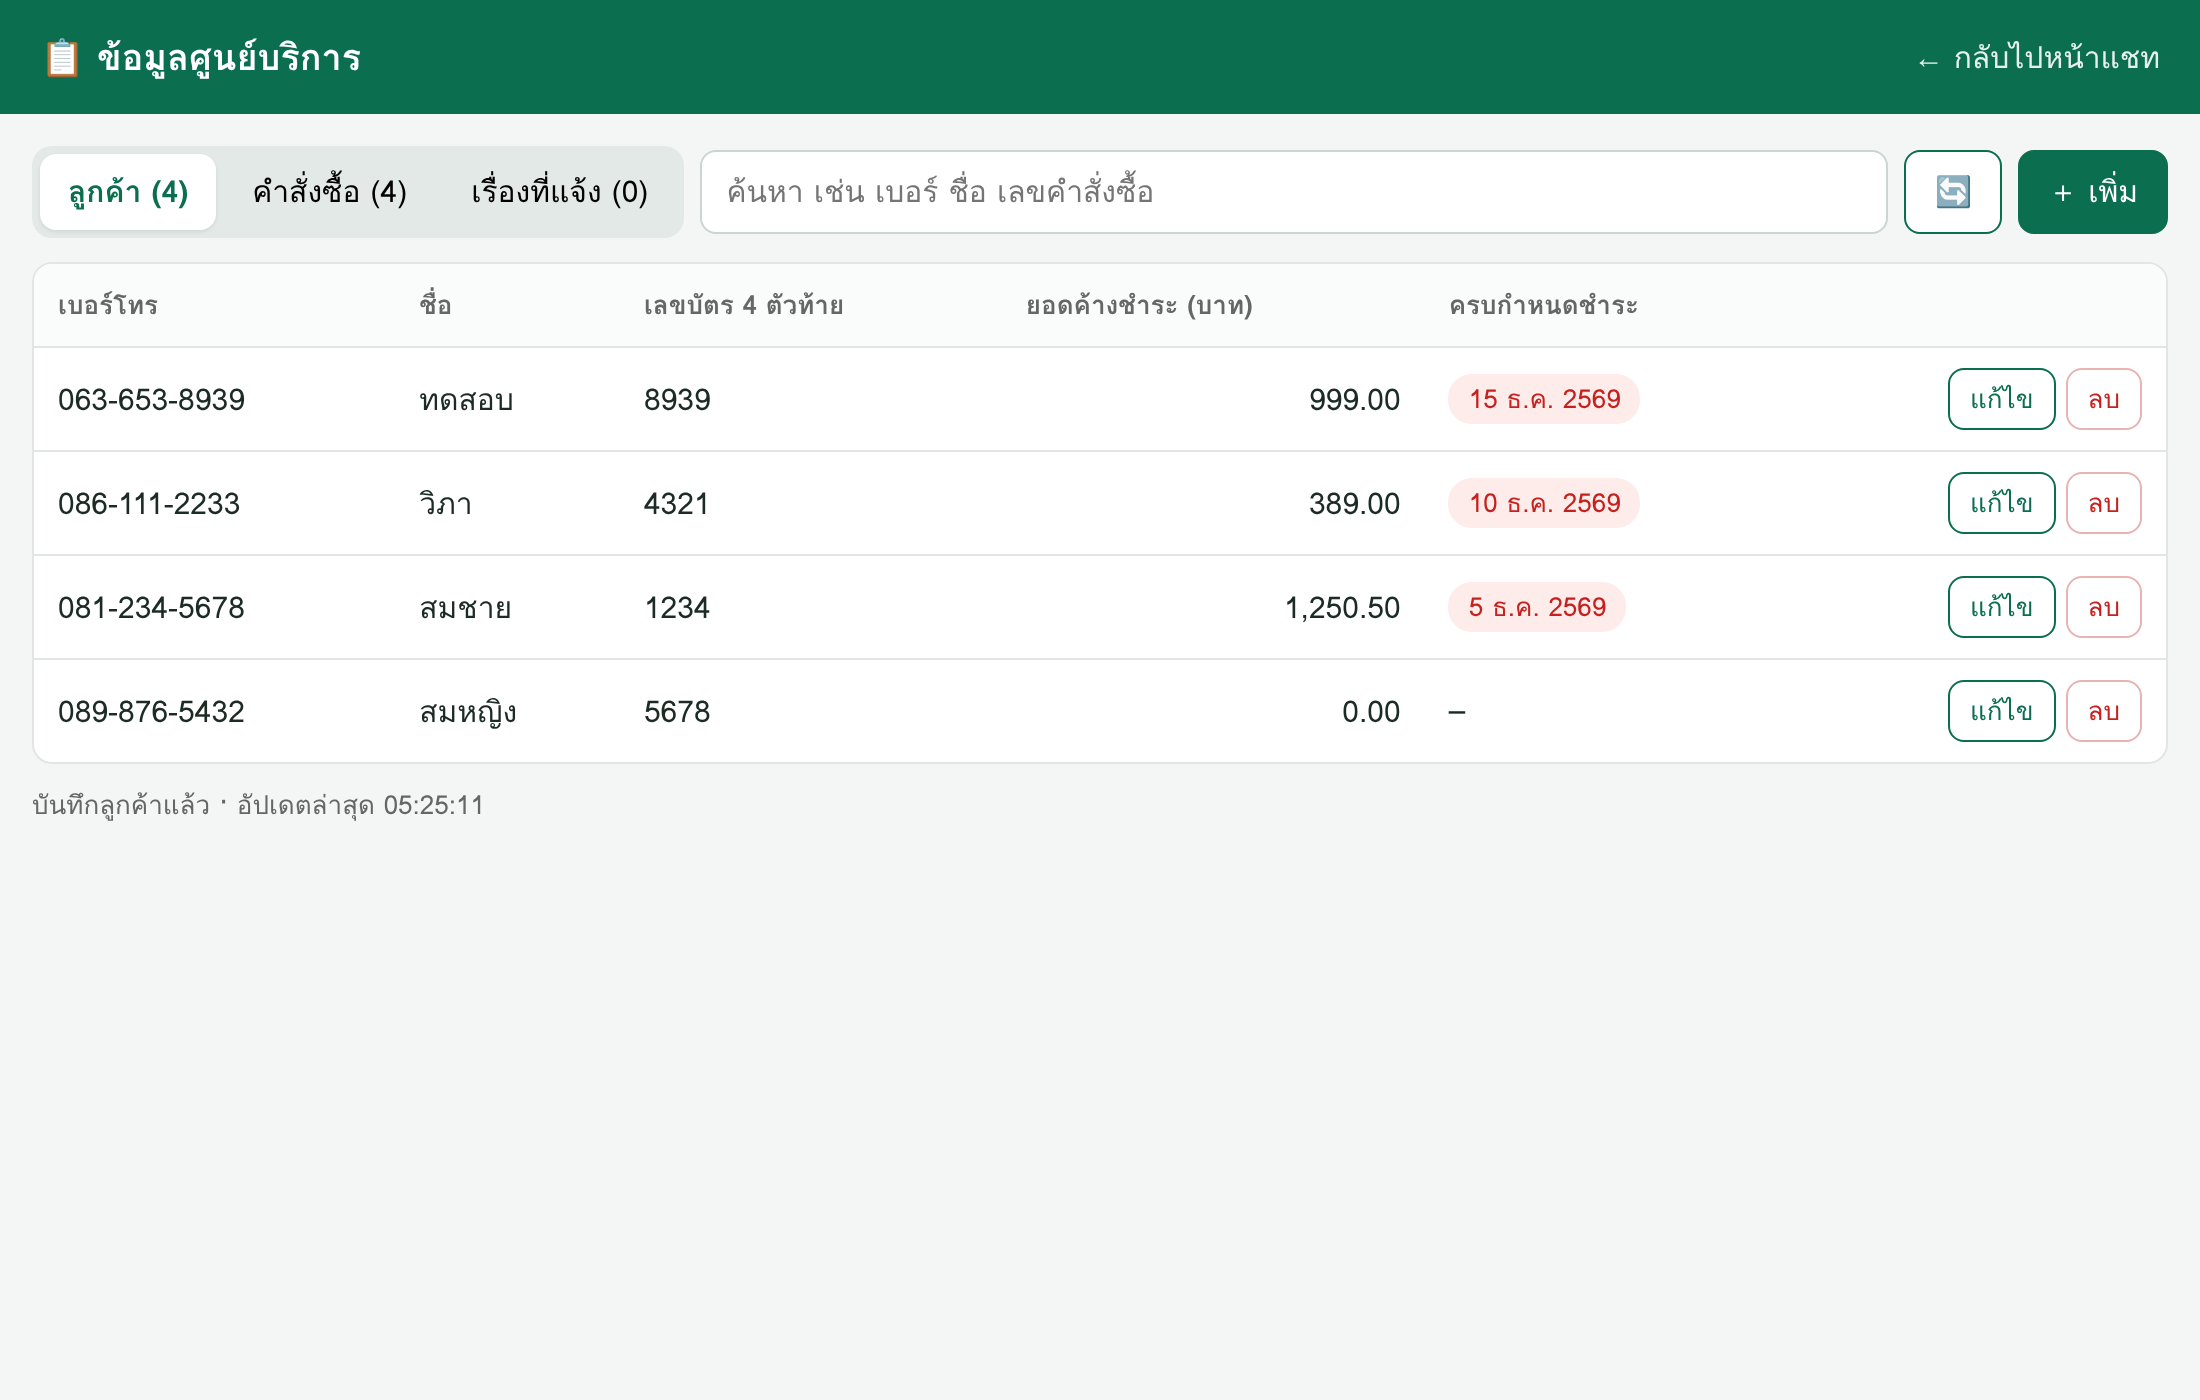 📋 ข้อมูลศูนย์บริการ
← กลับไปหน้าแชท
ลูกค้า (4) คำสั่งซื้อ (4) เรื่องที่แจ้ง (0) ค้นหา เช่น เบอร์ ชื่อ เลขคำสั่งซื้อ 🔄 + เพิ่ม
เบอร์โทร ชื่อ เลขบัตร 4 ตัวท้าย ยอดค้างชำระ (บาท) ครบกำหนดชำระ
063-653-8939 ทดสอบ 8939 999.00 15 ธ.ค. 2569 แก้ไข ลบ
086-111-2233 วิภา 4321 389.00 10 ธ.ค. 2569 แก้ไข ลบ
081-234-5678 สมชาย 1234 1,250.50 5 ธ.ค. 2569 แก้ไข ลบ
089-876-5432 สมหญิง 5678 0.00 – แก้ไข ลบ
บันทึกลูกค้าแล้ว · อัปเดตล่าสุด 05:25:11